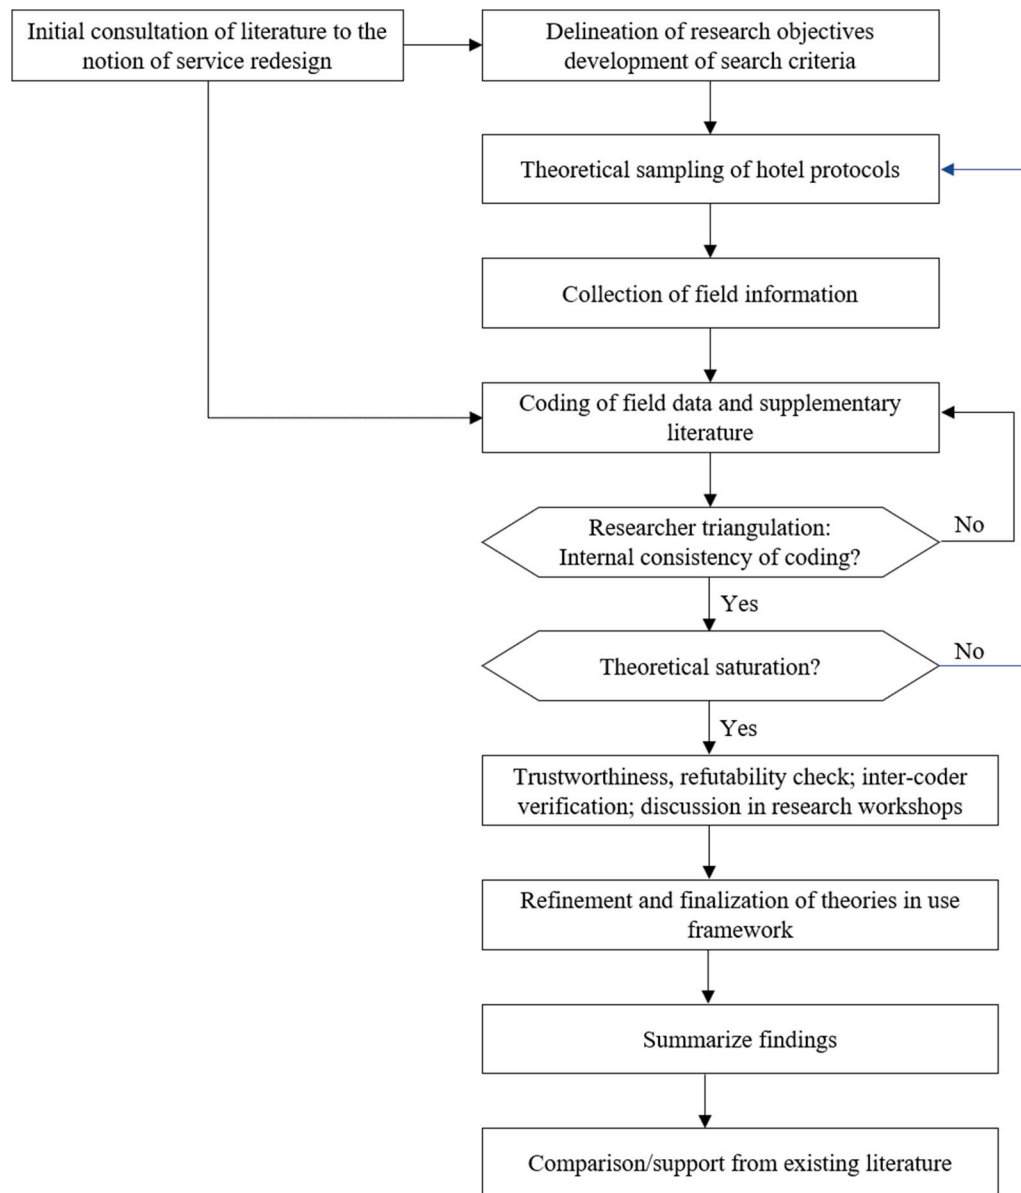 Initial consultation of literature to the
notion of service redesign
Delineation of research objectives
development of search criteria
Theoretical sampling of hotel protocols
Collection of field information
Coding of field data and supplementary
literature
Researcher triangulation:
Internal consistency of coding?
No
Yes
Theoretical saturation?
No
Yes
Trustworthiness, refutability check; inter-coder
verification; discussion in research workshops
Refinement and finalization of theories in use
framework
Summarize findings
Comparison/support from existing literature